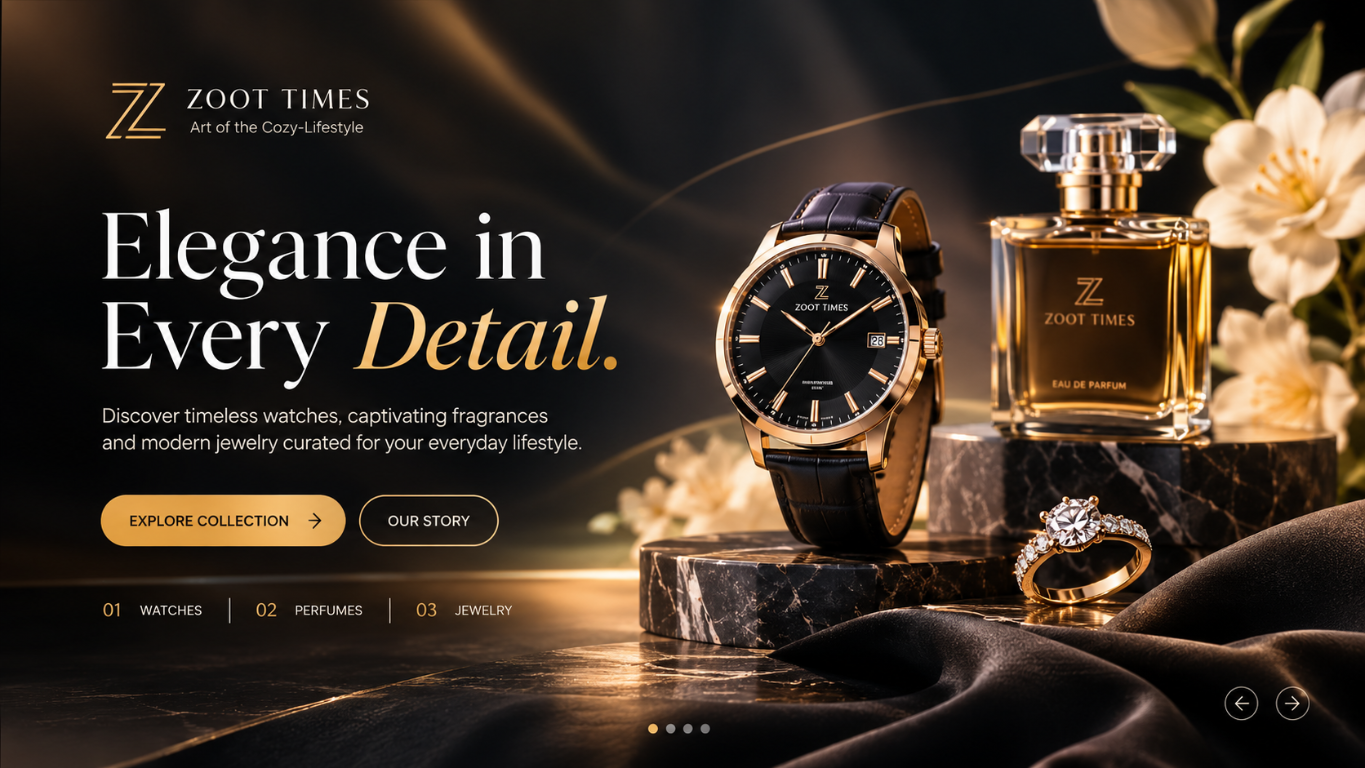 ZOOT TIMES
Art of the Cozy-Lifestyle
Elegance in
Every Detail.
Discover timeless watches, captivating fragrances
and modern jewelry curated for your everyday lifestyle.
EXPLORE COLLECTION
OUR STORY
01 WATCHES
02 PERFUMES
03 JEWELRY
ZOOT TIMES
28
ZOOT TIMES
EAU DE PARFUM